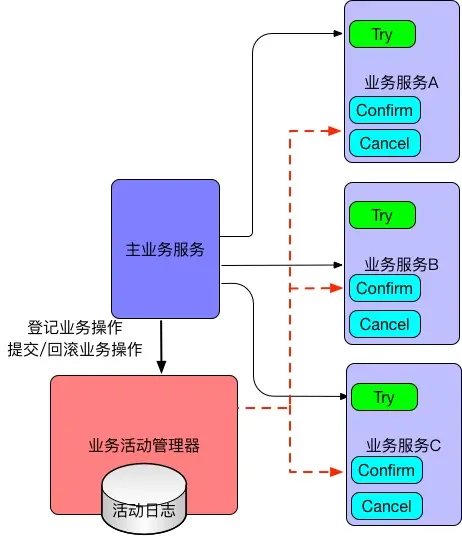 Try
业务服务A
Confirm
Cancel
主业务服务
Try
业务服务B
Confirm
Cancel
登记业务操作
提交/回滚业务操作
业务活动管理器
活动日志
Try
业务服务C
Confirm
Cancel